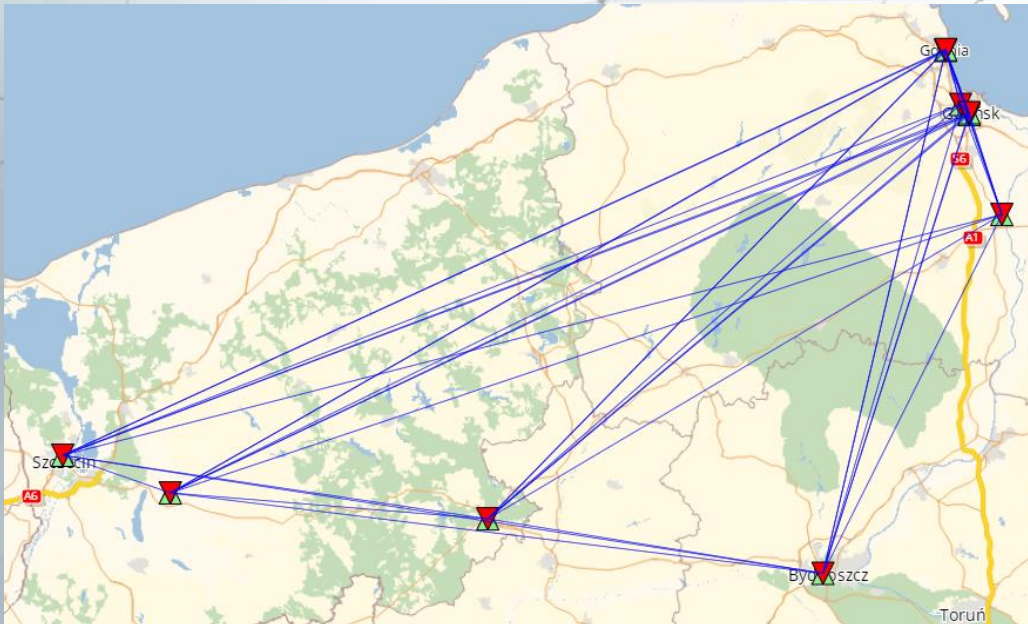 Gdynia
Gdańsk
S6
A1
Szczecin
A6
Bydgoszcz
Toruń